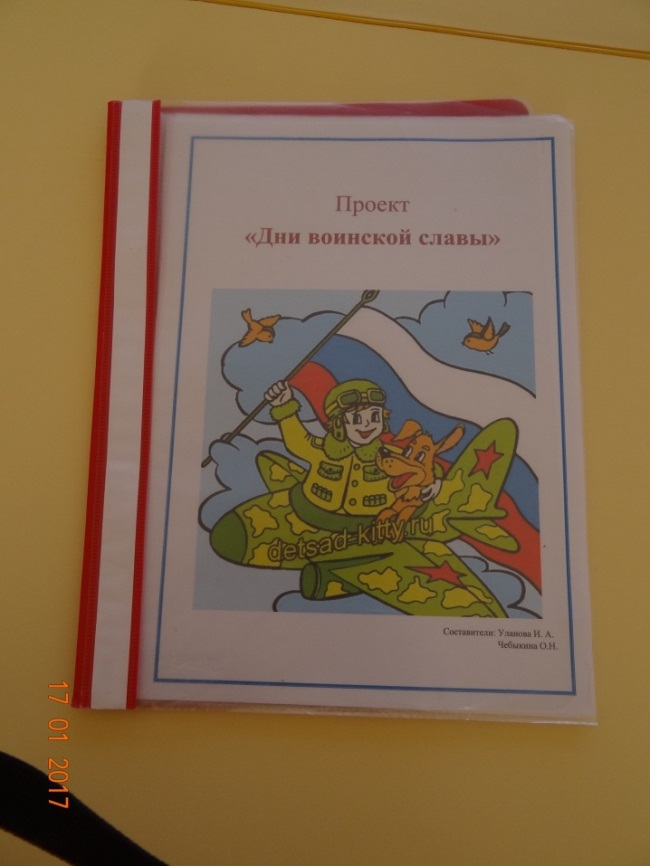 Проект
«Дни воинской славы»
detsad-kitty.ru
Составители: Уланова И. А.
Чебыкина О.Н.
17 01 2017